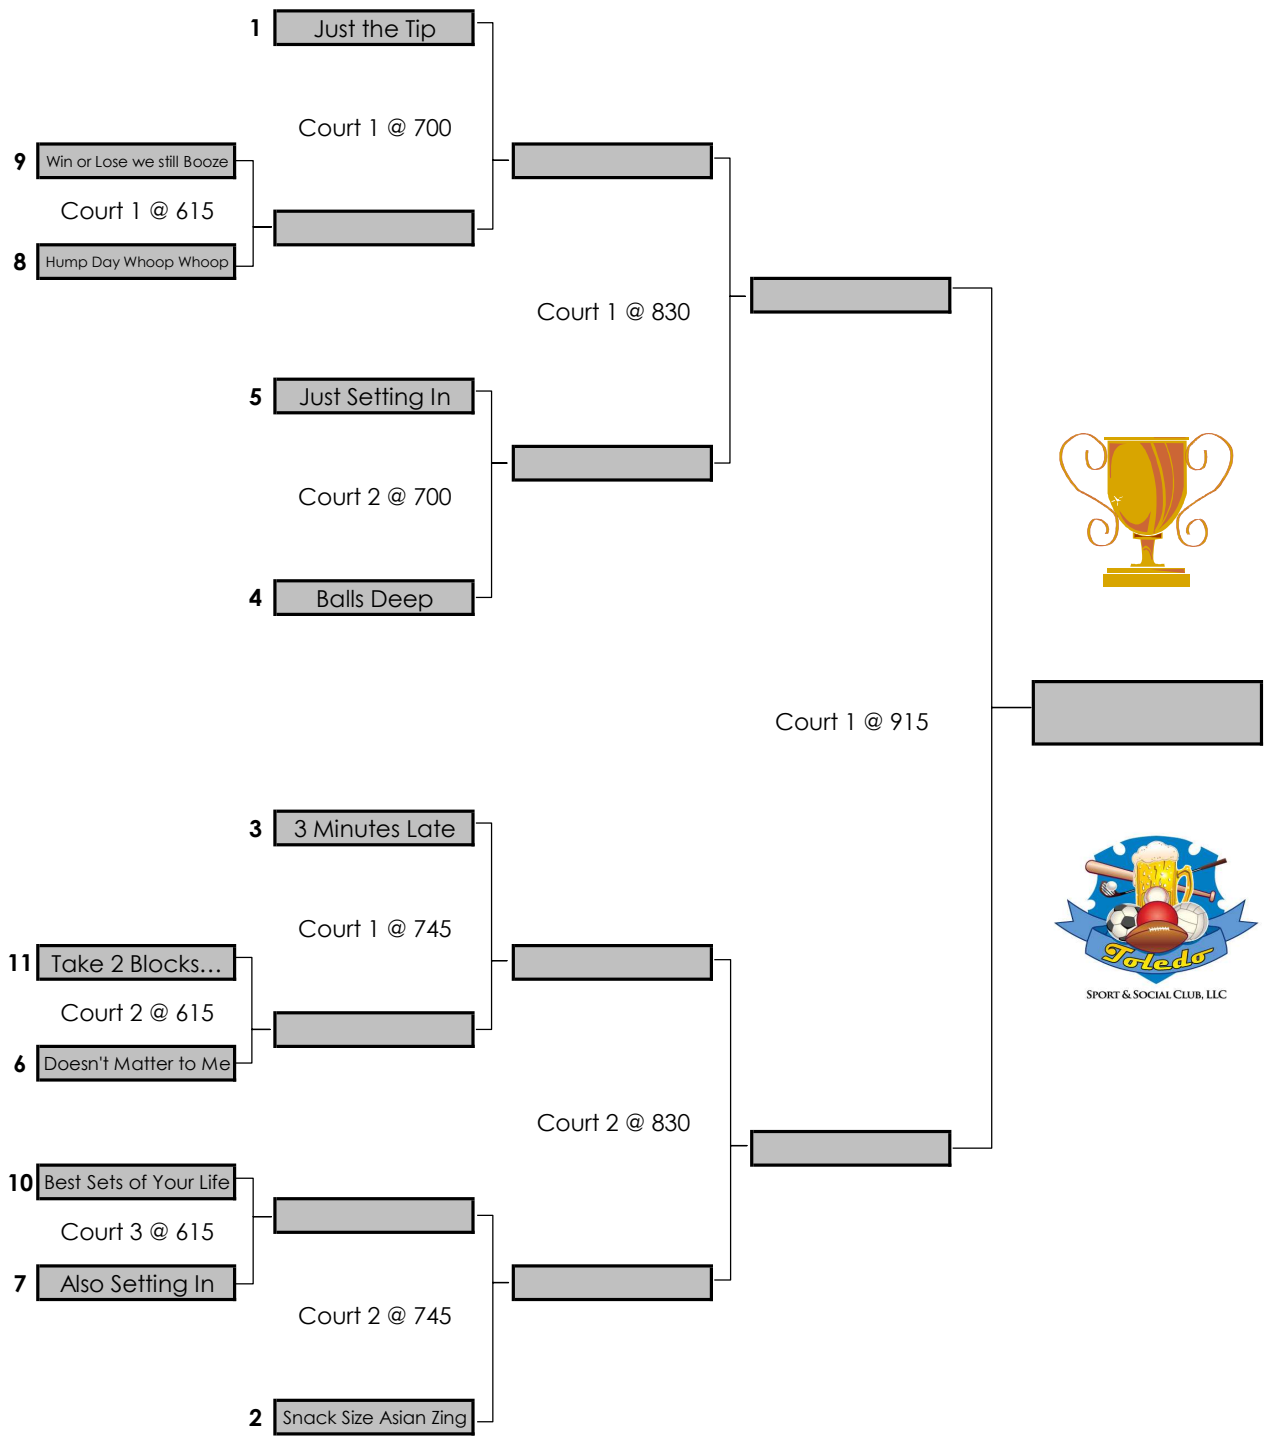 1 Just the Tip
Court 1 @ 700
9 Win or Lose we still Booze
Court 1 @ 615
8 Hump Day Whoop Whoop
Court 1 @ 830
5 Just Setting In
Court 2 @ 700
4 Balls Deep
Court 1 @ 915
3 3 Minutes Late
Court 1 @ 745
11 Take 2 Blocks...
Court 2 @ 615
6 Doesn't Matter to Me
Court 2 @ 830
10 Best Sets of Your Life
Court 3 @ 615
7 Also Setting In
Court 2 @ 745
2 Snack Size Asian Zing
Toledo
SPORT & SOCIAL CLUB, LLC